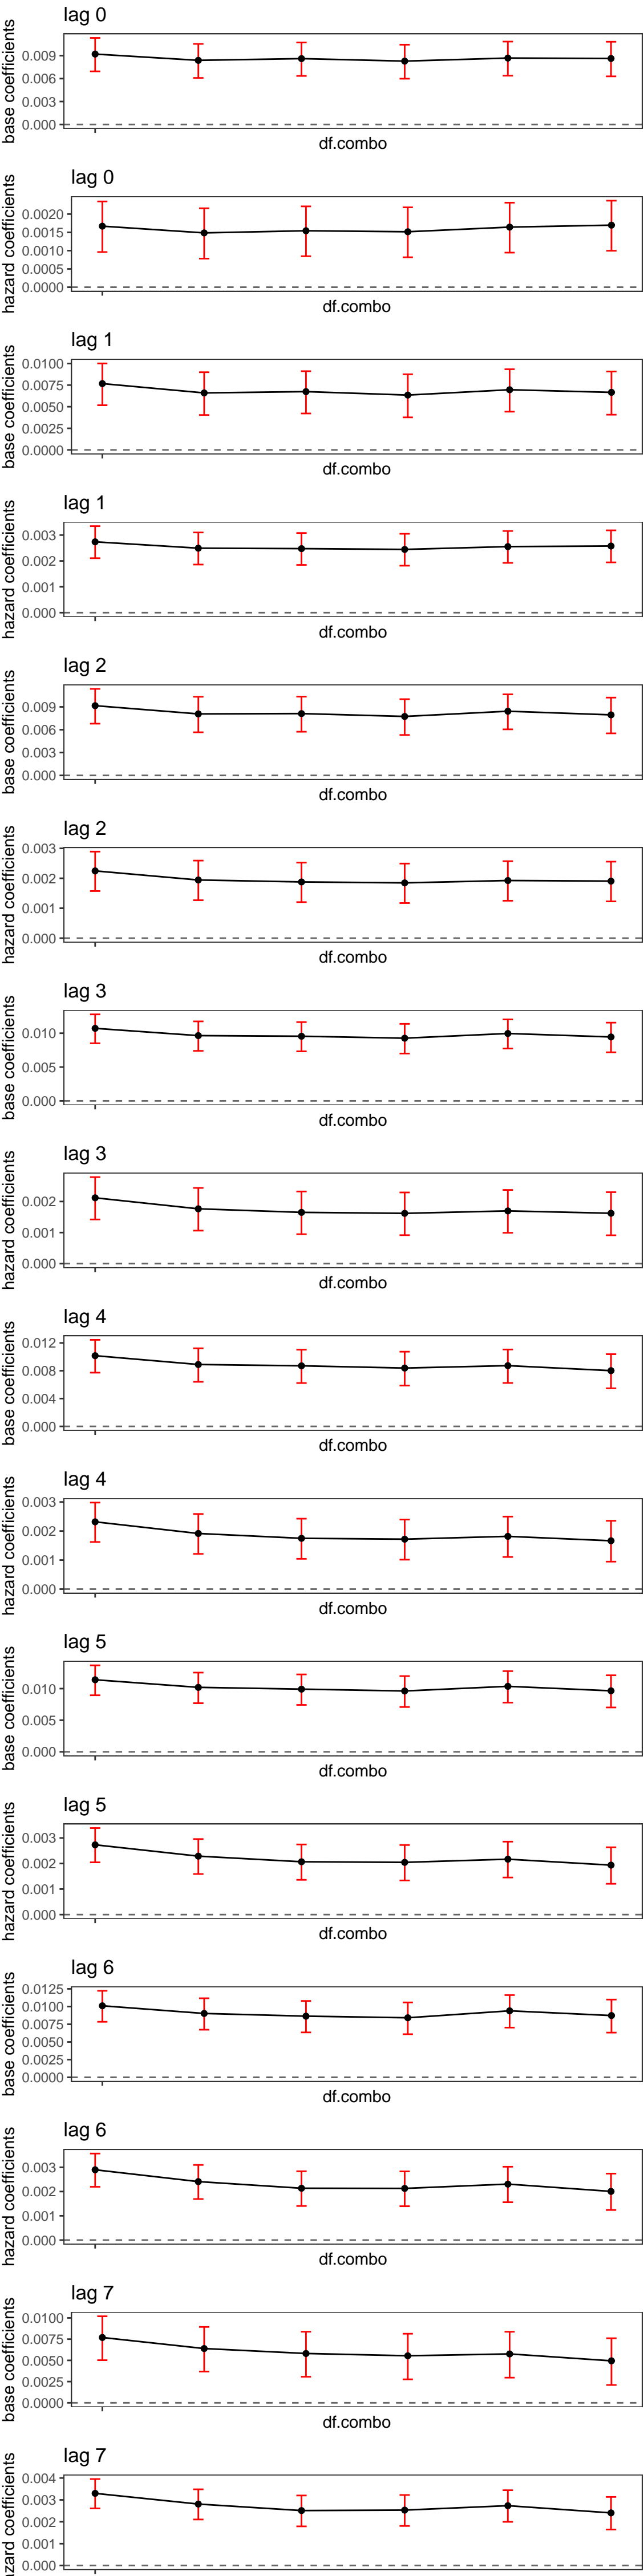 lag 0
base coefficients
0.009
0.006
0.003
0.000
df.combo
lag 0
hazard coefficients
0.0020
0.0015
0.0010
0.0005
0.0000
df.combo
lag 1
base coefficients
0.0100
0.0075
0.0050
0.0025
0.0000
df.combo
lag 1
hazard coefficients
0.003
0.002
0.001
0.000
df.combo
lag 2
base coefficients
0.009
0.006
0.003
0.000
df.combo
lag 2
hazard coefficients
0.003
0.002
0.001
0.000
df.combo
lag 3
base coefficients
0.010
0.005
0.000
df.combo
lag 3
hazard coefficients
0.002
0.001
0.000
df.combo
lag 4
base coefficients
0.012
0.008
0.004
0.000
df.combo
lag 4
hazard coefficients
0.003
0.002
0.001
0.000
df.combo
lag 5
base coefficients
0.010
0.005
0.000
df.combo
lag 5
hazard coefficients
0.003
0.002
0.001
0.000
df.combo
lag 6
base coefficients
0.0125
0.0100
0.0075
0.0050
0.0025
0.0000
df.combo
lag 6
hazard coefficients
0.003
0.002
0.001
0.000
df.combo
lag 7
base coefficients
0.0100
0.0075
0.0050
0.0025
0.0000
df.combo
lag 7
zard coefficients
0.004
0.003
0.002
0.001
0.000